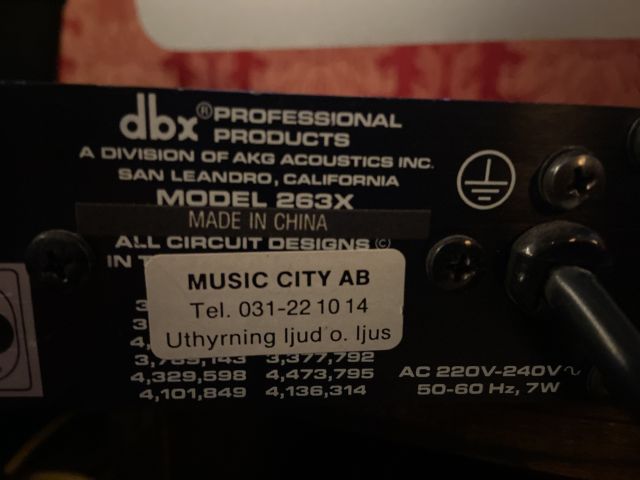 dbx® PROFESSIONAL PRODUCTS
A DIVISION OF AKG ACOUSTICS INC.
SAN LEANDRO, CALIFORNIA
MODEL 263X
MADE IN CHINA
ALL CIRCUIT DESIGNS ©
MUSIC CITY AB
Tel. 031-22 10 14
Uthyrning ljud o. ljus
3,789,143 3,377,792
4,329,598 4,473,795
4,101,849 4,136,314
AC 220V-240V~
50-60 Hz, 7W